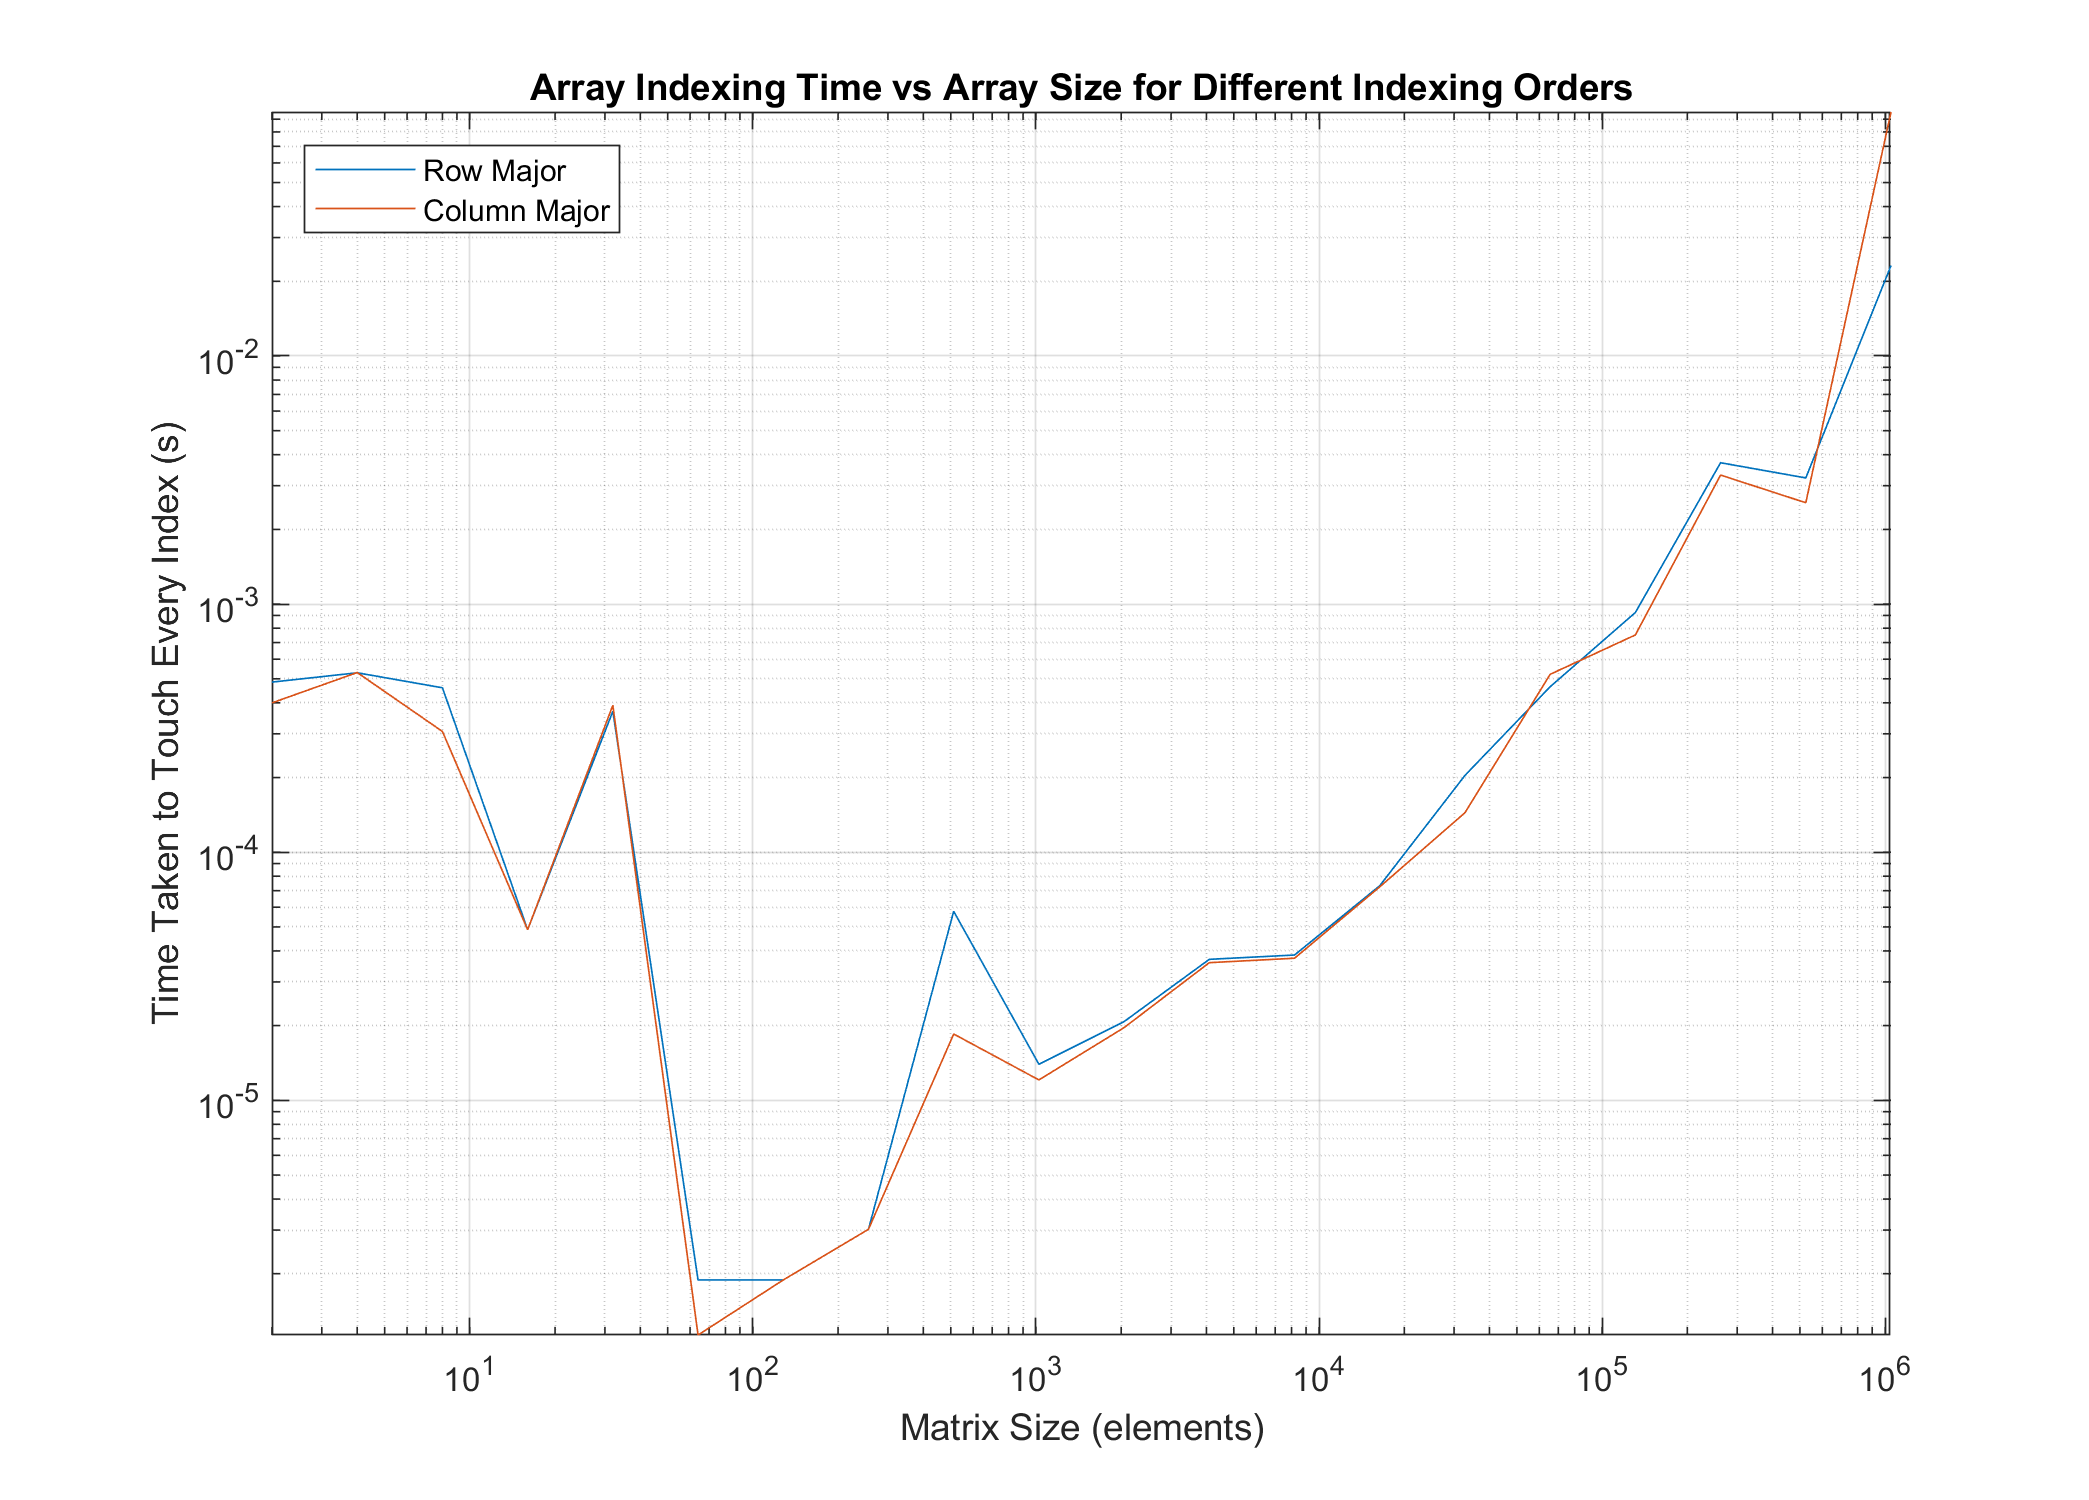 Array Indexing Time vs Array Size for Different Indexing Orders
Row Major
Column Major
10^-2
10^-3
10^-4
10^-5
Time Taken to Touch Every Index (s)
10^1 10^2 10^3 10^4 10^5 10^6
Matrix Size (elements)